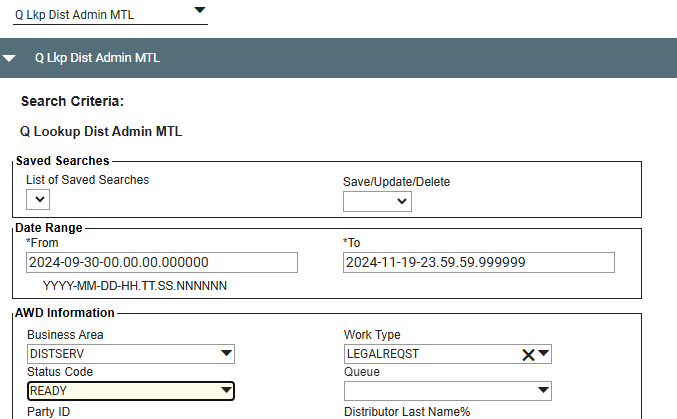 Q Lkp Dist Admin MTL
Q Lkp Dist Admin MTL
Search Criteria:
Q Lookup Dist Admin MTL
Saved Searches
List of Saved Searches
Save/Update/Delete
Date Range
*From
*To
2024-09-30-00.00.00.000000
2024-11-19-23.59.59.999999
YYYY-MM-DD-HH.TT.SS.NNNNNN
AWD Information
Business Area
Work Type
DISTSERV
LEGALREQST
Status Code
Queue
READY
Party ID
Distributor Last Name%